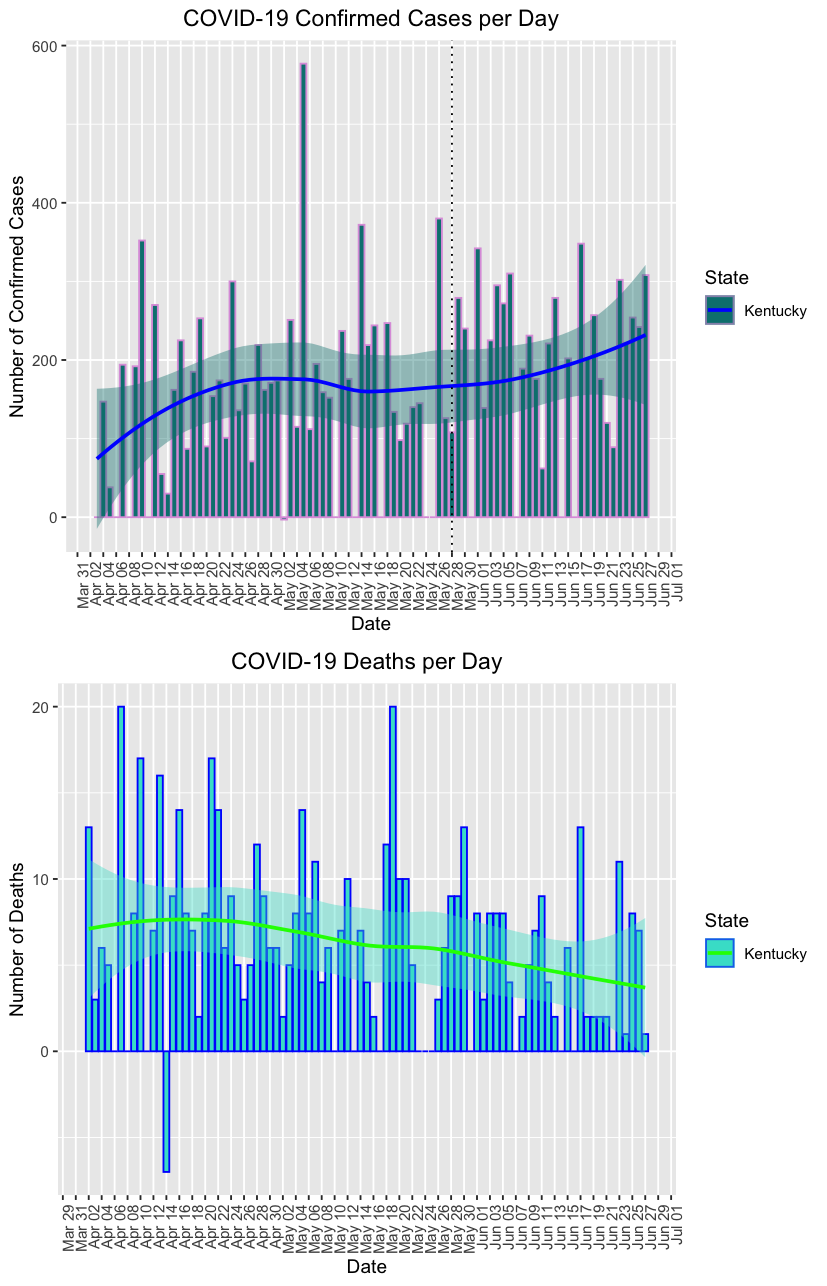 COVID-19 Confirmed Cases per Day
Number of Confirmed Cases
600
400
200
0
Mar 31
Apr 02
Apr 04
Apr 06
Apr 08
Apr 10
Apr 12
Apr 14
Apr 16
Apr 18
Apr 20
Apr 22
Apr 24
Apr 26
Apr 28
Apr 30
May 02
May 04
May 06
May 08
May 10
May 12
May 14
May 16
May 18
May 20
May 22
May 24
May 26
May 28
May 30
Jun 01
Jun 03
Jun 05
Jun 07
Jun 09
Jun 11
Jun 13
Jun 15
Jun 17
Jun 19
Jun 21
Jun 23
Jun 25
Jun 27
Jun 29
Jul 01
Date
State
Kentucky
COVID-19 Deaths per Day
Number of Deaths
20
10
0
Mar 29
Mar 31
Apr 02
Apr 04
Apr 06
Apr 08
Apr 10
Apr 12
Apr 14
Apr 16
Apr 18
Apr 20
Apr 22
Apr 24
Apr 26
Apr 28
Apr 30
May 02
May 04
May 06
May 08
May 10
May 12
May 14
May 16
May 18
May 20
May 22
May 24
May 26
May 28
May 30
Jun 01
Jun 03
Jun 05
Jun 07
Jun 09
Jun 11
Jun 13
Jun 15
Jun 17
Jun 19
Jun 21
Jun 23
Jun 25
Jun 27
Jun 29
Jul 01
Date
State
Kentucky